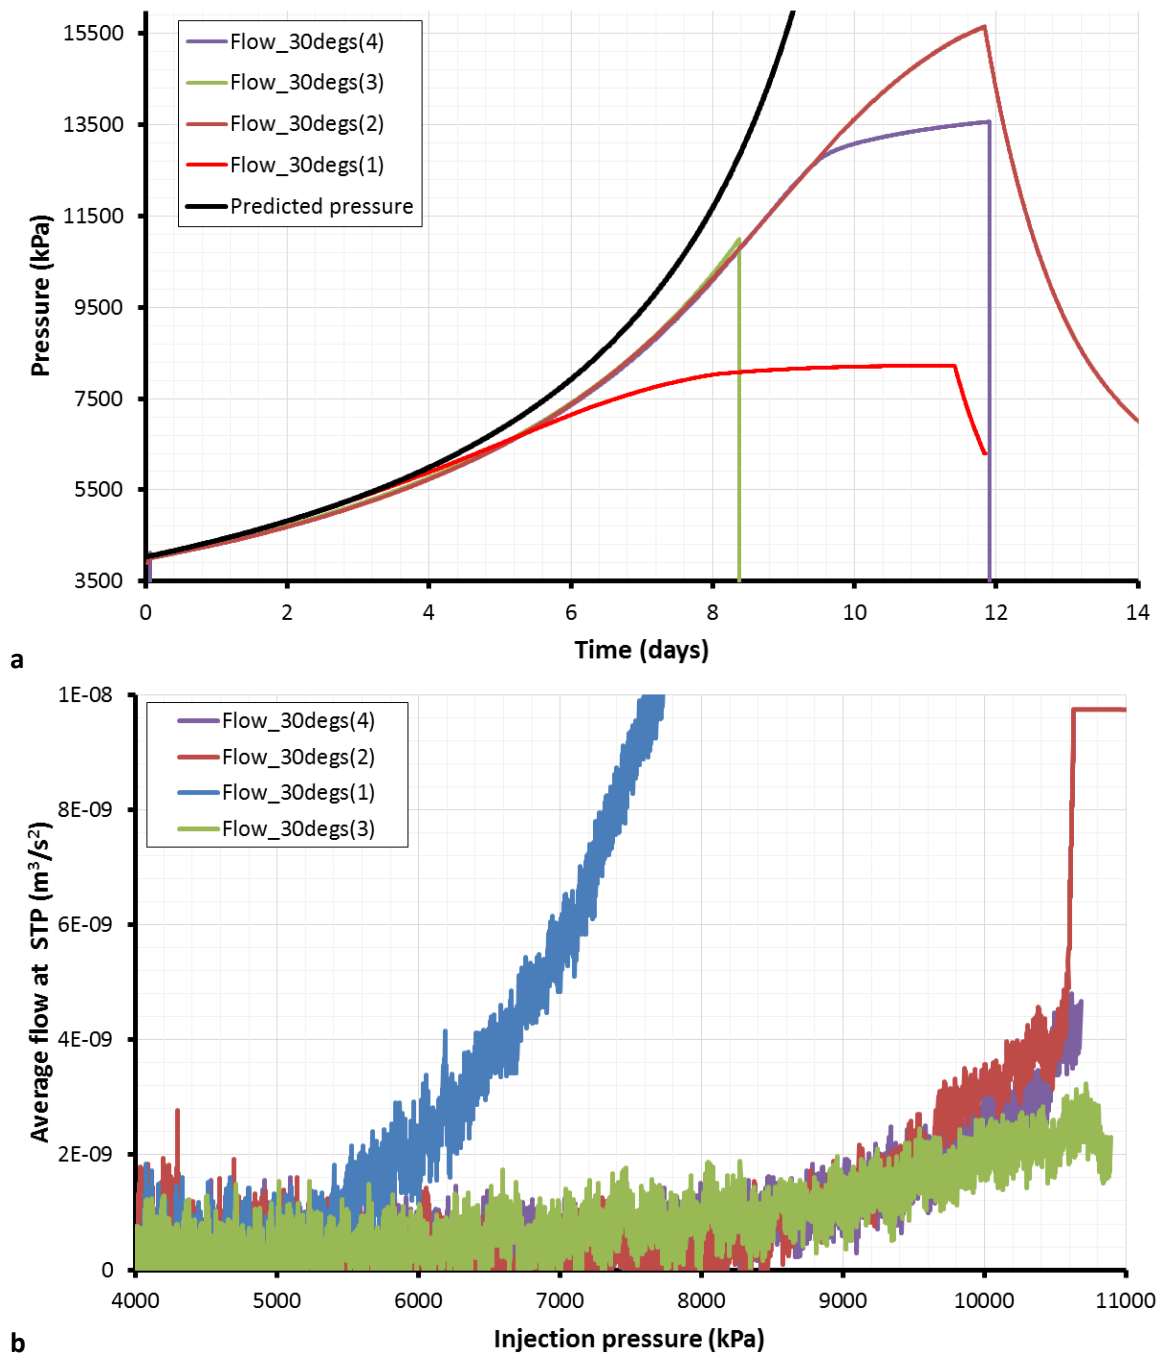 15500
13500
11500
9500
7500
5500
3500
Pressure (kPa)
Flow_30degs(4)
Flow_30degs(3)
Flow_30degs(2)
Flow_30degs(1)
Predicted pressure
0 2 4 6 8 10 12 14
Time (days)
a
1E-08
8E-09
6E-09
4E-09
2E-09
0
Average flow at STP (m³/s²)
Flow_30degs(4)
Flow_30degs(2)
Flow_30degs(1)
Flow_30degs(3)
4000 5000 6000 7000 8000 9000 10000 11000
Injection pressure (kPa)
b